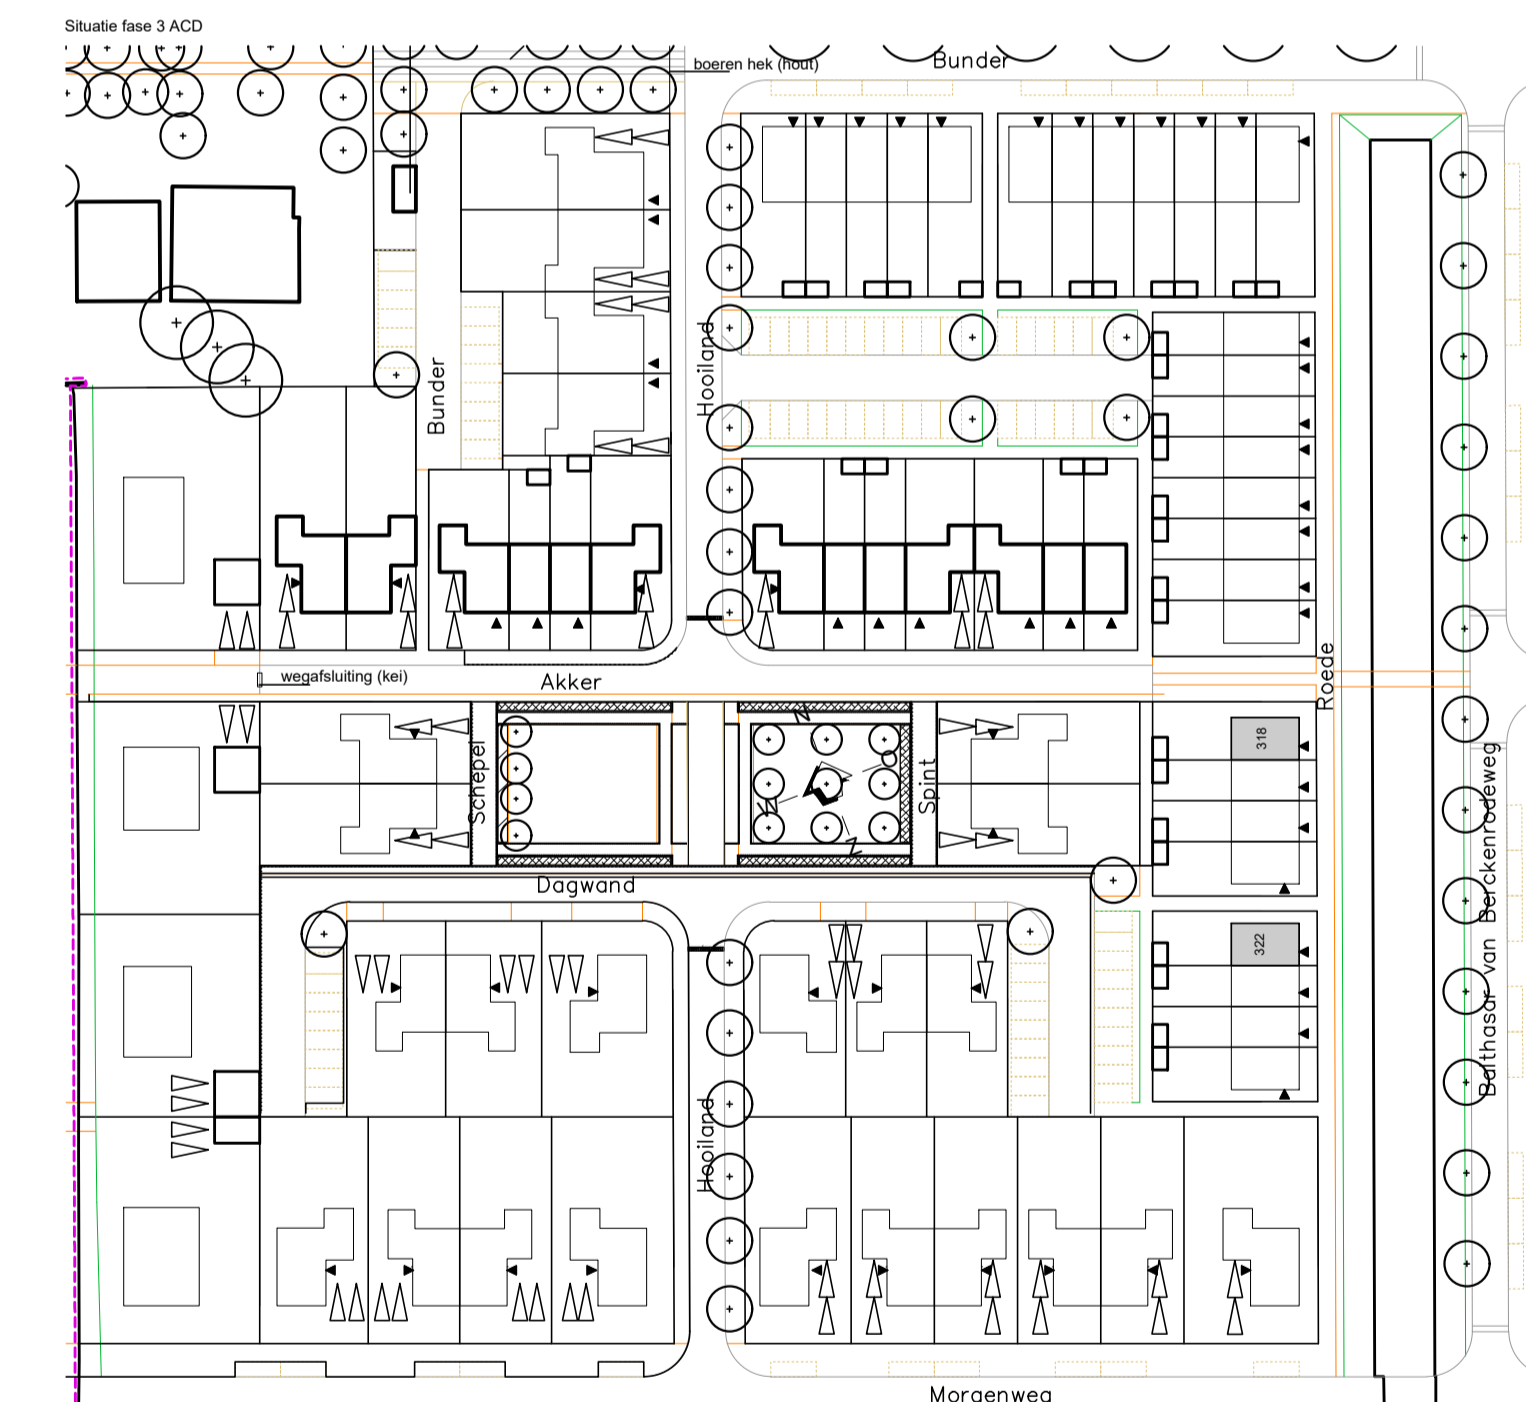 Situatie fase 3 ACD
boeren hek (hout)
Bunder
Bunder
Hooiland
wegafsluiting (kei)
Akker
Roede
Schepel
N
O
W
Z
Spint
318
Balthasar van Berckenrodeweg
Dagwand
322
Hooiland
Morgenweg